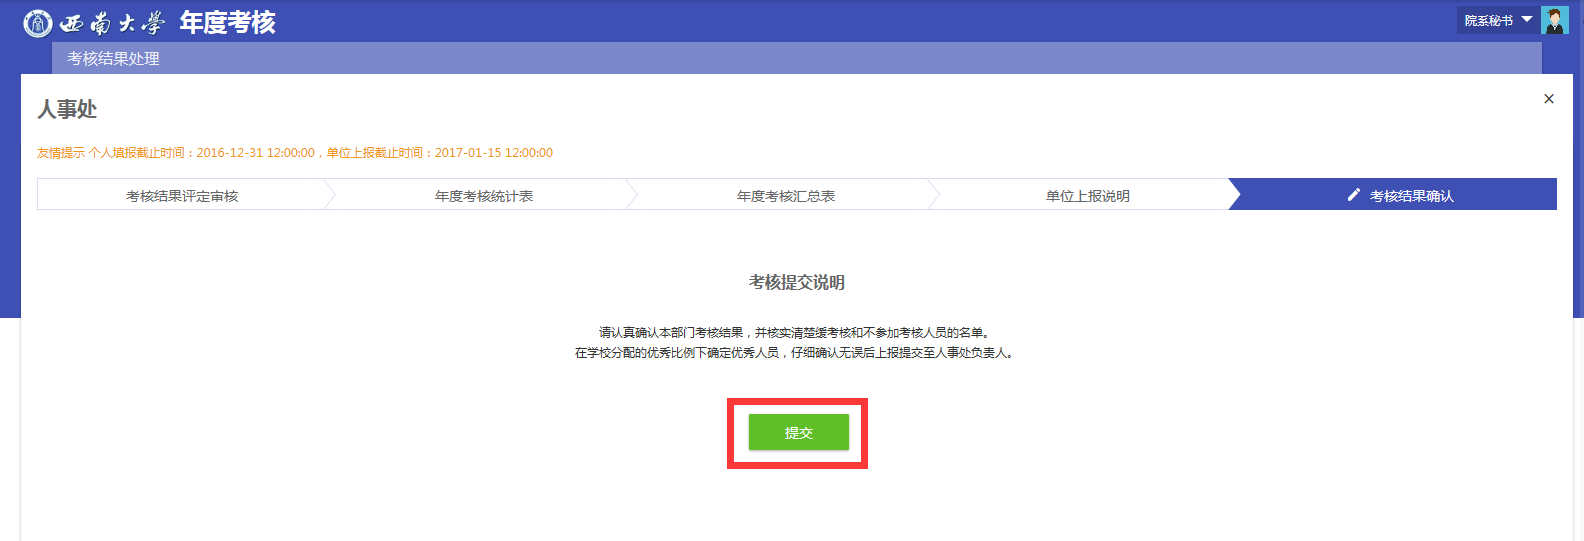 西南大学 年度考核
院系秘书
考核结果处理
人事处
×
友情提示 个人填报截止时间：2016-12-31 12:00:00，单位上报截止时间：2017-01-15 12:00:00
考核结果评定审核
年度考核统计表
年度考核汇总表
单位上报说明
考核结果确认
考核提交说明
请认真确认本部门考核结果，并核实清楚缓考核和不参加考核人员的名单。
在学校分配的优秀比例下确定优秀人员，仔细确认无误后上报提交至人事处负责人。
提交